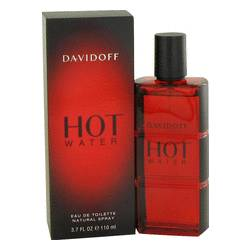 DAVIDOFF
HOT
WATER
EAU DE TOILETTE
NATURAL SPRAY
3.7 FL OZ ℮ 110 ml
DAVIDOFF
HOT
WATER